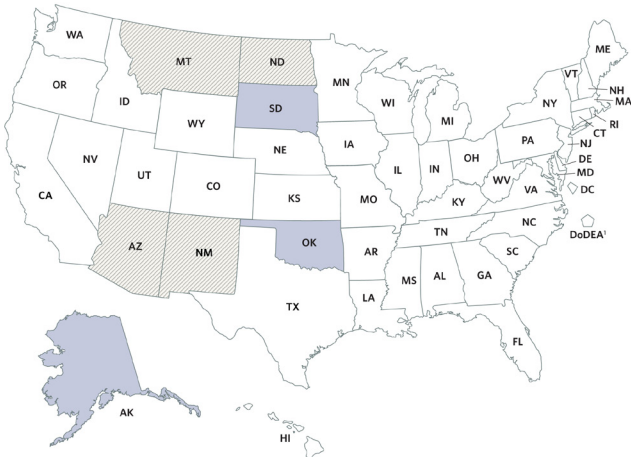 WA
MT
ND
ME
OR
ID
SD
MN
WI
MI
VT
NH
MA
NY
RI
CT
WY
NE
IA
PA
NJ
NV
UT
CO
IL
IN
OH
DE
MD
CA
KS
MO
WV
VA
DC
KY
AZ
NM
OK
AR
TN
NC
DoDEA¹
SC
TX
LA
MS
AL
GA
FL
AK
HI